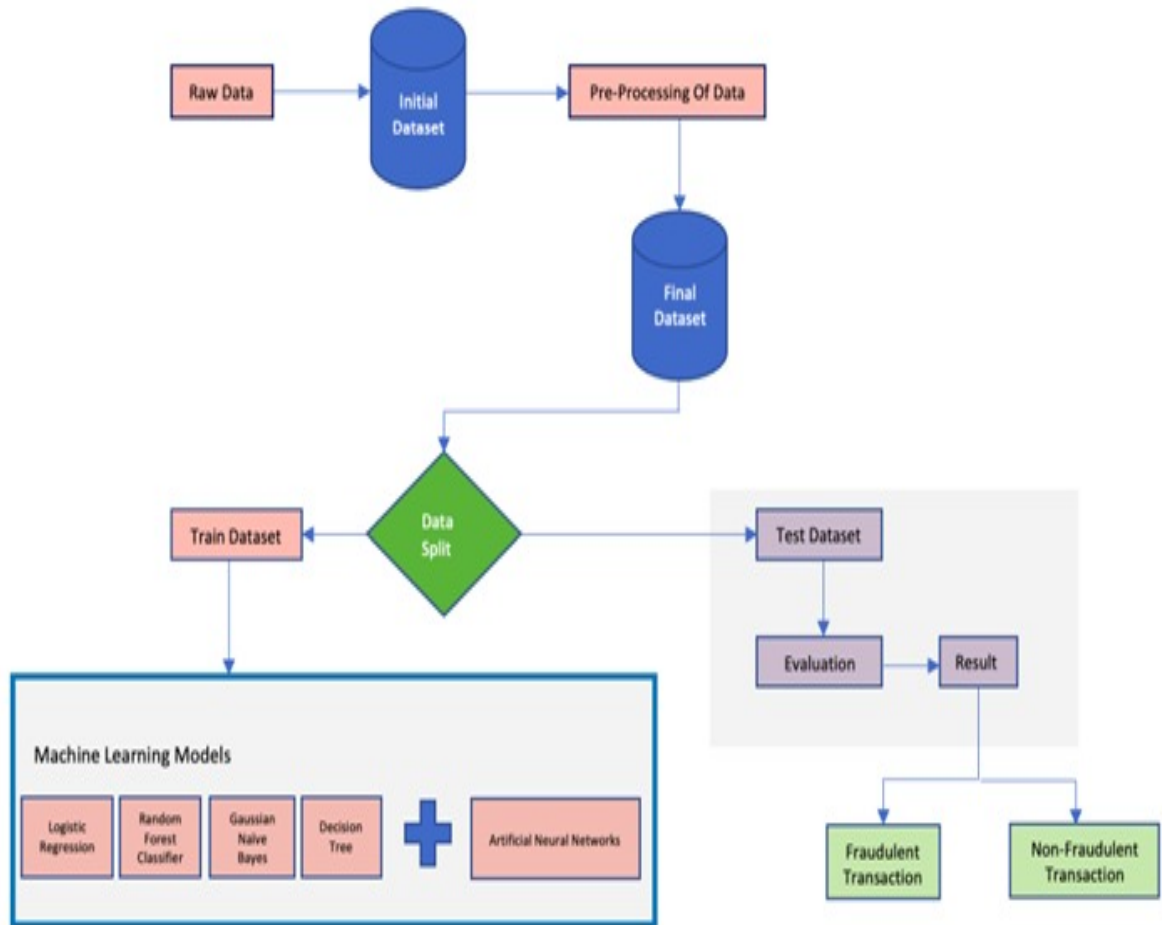 Raw Data
Initial
Dataset
Pre-Processing Of Data
Final
Dataset
Data
Split
Train Dataset
Test Dataset
Evaluation
Result
Machine Learning Models
Logistic
Regression
Random
Forest
Classifier
Gaussian
Naïve
Bayes
Decision
Tree
Artificial Neural Networks
Fraudulent
Transaction
Non-Fraudulent
Transaction